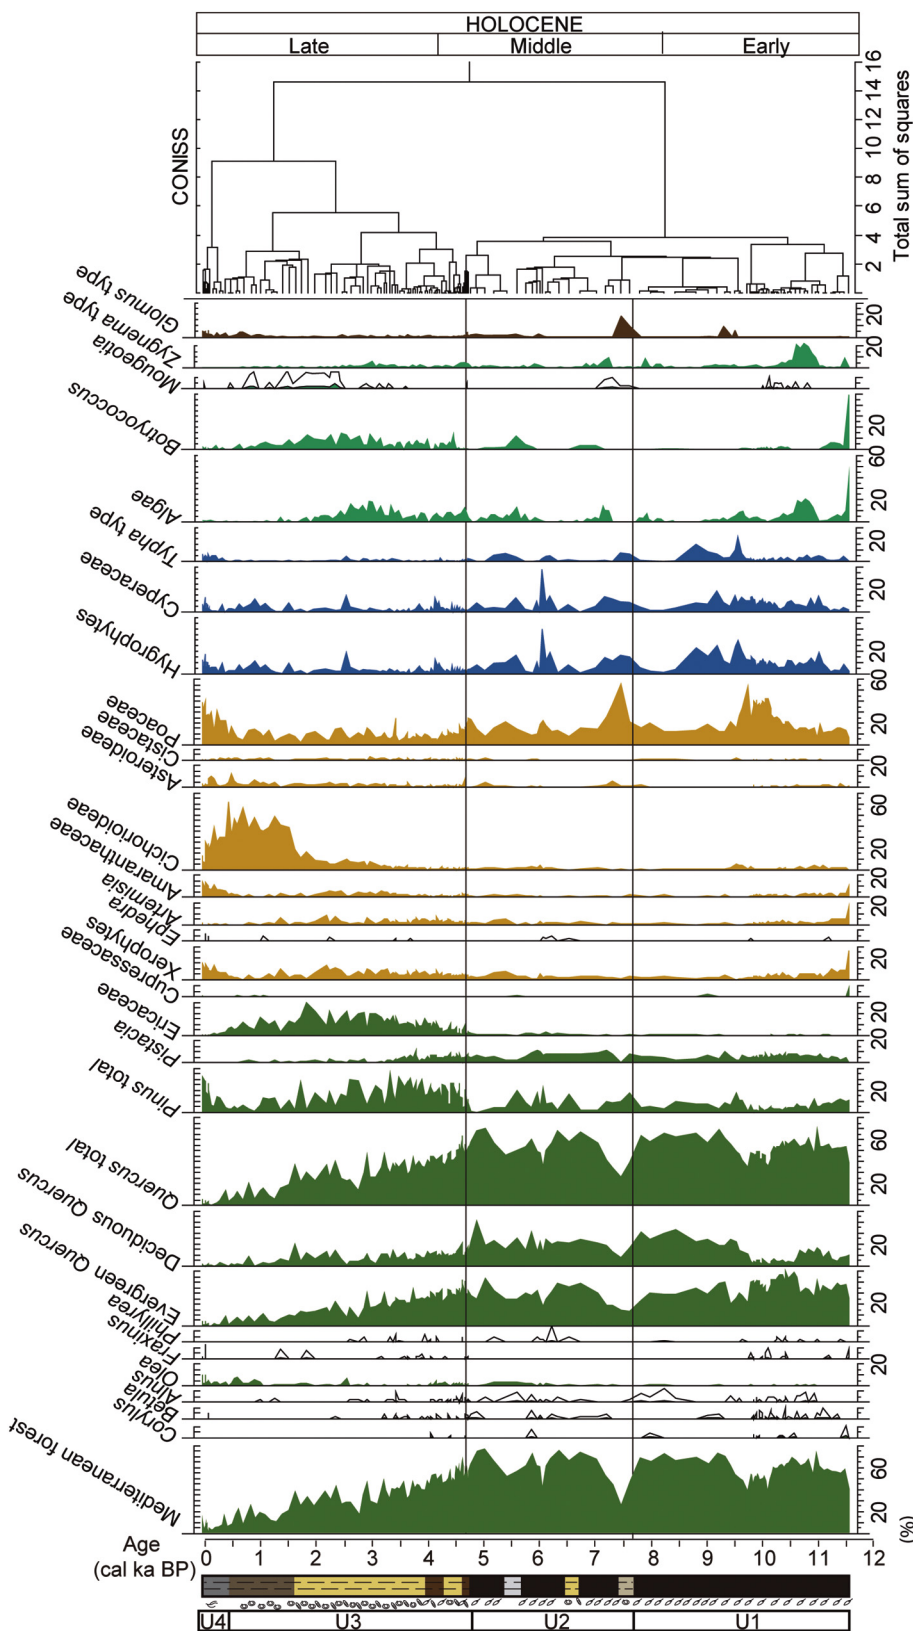 HOLOCENE
Late Middle Early
CONISS
2 4 6 8 10 12 14 16
Total sum of squares
Glomus type
20
Zygnema type
20
Mougeotia
Botryococcus
20
Algae
20 60
Typha type
20
Cyperaceae
20
Hygrophytes
20
Poaceae
20 60
Cistaceae
Asteroideae
20
Cichorioideae
20 60
Amaranthaceae
20
Artemisia
20
Ephedra
Xerophytes
20
Cupressaceae
Ericaceae
0 20
Pistacia
Pinus total
20
Quercus total
20 60
Deciduous Quercus
20
Evergreen Quercus
20
Phillyrea
Fraxinus
Olea
20
Alnus
Betula
Corylus
Mediterranean forest
20 60
(%)
Age
(cal ka BP)
0 1 2 3 4 5 6 7 8 9 10 11 12
U4 U3 U2 U1